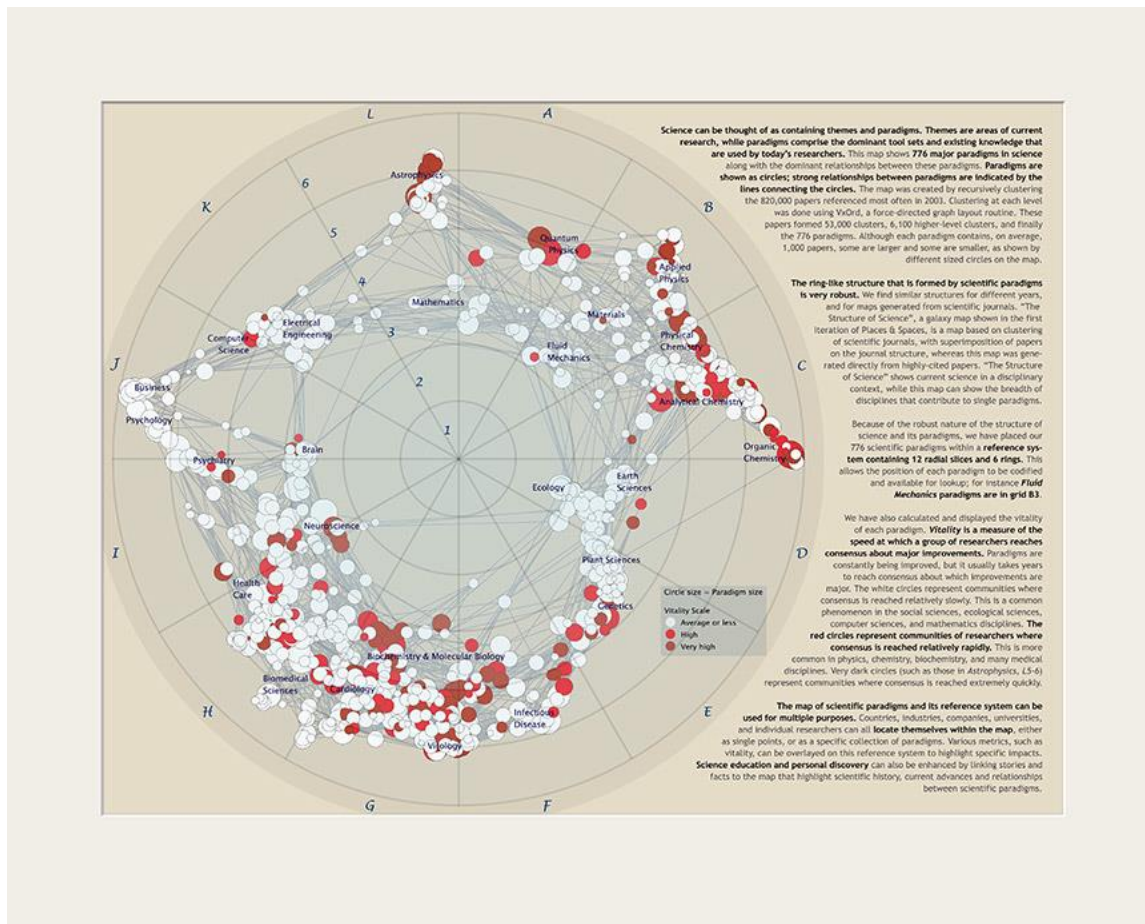 L
A
6
Astrophysics
K
B
5
Quantum
Physics
Applied
Physics
4
Mathematics
Materials
3
Electrical
Engineering
Computer
Science
Physical
Chemistry
Fluid
Mechanics
J
C
Business
2
Analytical Chemistry
Psychology
1
Brain
Organic
Chemistry
Psychiatry
Earth
Sciences
Ecology
Neuroscience
I
D
Plant Sciences
Health
Care
Genetics
Biochemistry & Molecular Biology
Biomedical
Sciences
Cardiology
H
E
Infectious
Disease
Virology
G
F
Circle size = Paradigm size
Vitality Scale
Average or less
High
Very high
Science can be thought of as containing themes and paradigms. Themes are areas of current
research, while paradigms comprise the dominant tool sets and existing knowledge that
are used by today's researchers. This map shows 776 major paradigms in science
along with the dominant relationships between these paradigms. Paradigms are
shown as circles; strong relationships between paradigms are indicated by the
lines connecting the circles. The map was created by recursively clustering
the 820,000 papers referenced most often in 2003. Clustering at each level
was done using VxOrd, a force-directed graph layout routine. These
papers formed 53,000 clusters, 6,100 higher-level clusters, and finally
the 776 paradigms. Although each paradigm contains, on average,
1,000 papers, some are larger and some are smaller, as shown by
different sized circles on the map.
The ring-like structure that is formed by scientific paradigms
is very robust. We find similar structures for different years,
and for maps generated from scientific journals. "The
Structure of Science", a galaxy map shown in the first
iteration of Places & Spaces, is a map based on clustering
of scientific journals, with superimposition of papers
on the journal structure, whereas this map was gene-
rated directly from highly-cited papers. "The Structure
of Science" shows current science in a disciplinary
context, while this map can show the breadth of
disciplines that contribute to single paradigms.
Because of the robust nature of the structure of
science and its paradigms, we have placed our
776 scientific paradigms within a reference sys-
tem containing 12 radial slices and 6 rings. This
allows the position of each paradigm to be codified
and available for lookup; for instance Fluid
Mechanics paradigms are in grid B3.
We have also calculated and displayed the vitality
of each paradigm. Vitality is a measure of the
speed at which a group of researchers reaches
consensus about major improvements. Paradigms are
constantly being improved, but it usually takes years
to reach consensus about which improvements are
major. The white circles represent communities where
consensus is reached relatively slowly. This is a common
phenomenon in the social sciences, ecological sciences,
computer sciences, and mathematics disciplines. The
red circles represent communities of researchers where
consensus is reached relatively rapidly. This is more
common in physics, chemistry, biochemistry, and many medical
disciplines. Very dark circles (such as those in Astrophysics, L5-6)
represent communities where consensus is reached extremely quickly.
The map of scientific paradigms and its reference system can be
used for multiple purposes. Countries, industries, companies, universities,
and individual researchers can all locate themselves within the map, either
as single points, or as a specific collection of paradigms. Various metrics, such as
vitality, can be overlayed on this reference system to highlight specific impacts.
Science education and personal discovery can also be enhanced by linking stories and
facts to the map that highlight scientific history, current advances and relationships
between scientific paradigms.